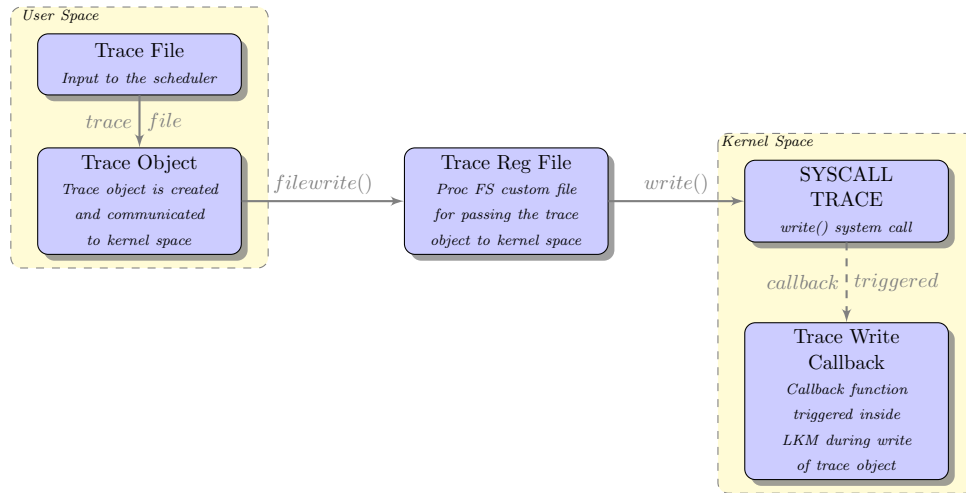 User Space
Trace File
Input to the scheduler
trace file
Trace Object
Trace object is created
and communicated
to kernel space
filewrite()
Trace Reg File
Proc FS custom file
for passing the trace
object to kernel space
write()
Kernel Space
SYSCALL
TRACE
write() system call
callback triggered
Trace Write
Callback
Callback function
triggered inside
LKM during write
of trace object